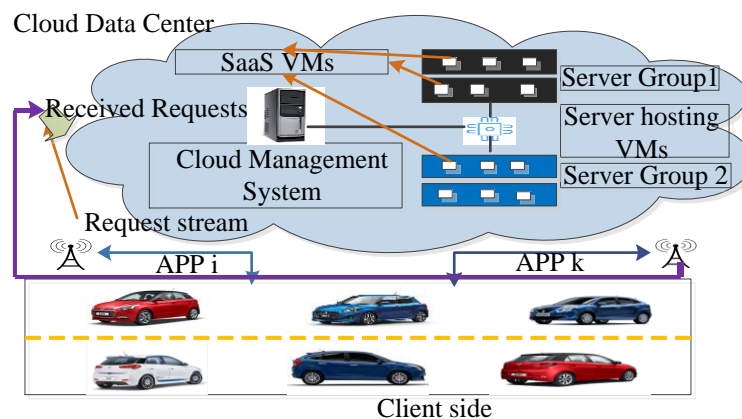 Cloud Data Center
SaaS VMs
Server Group1
Received Requests
Server hosting
VMs
Cloud Management
System
Server Group 2
Request stream
APP i
APP k
Client side